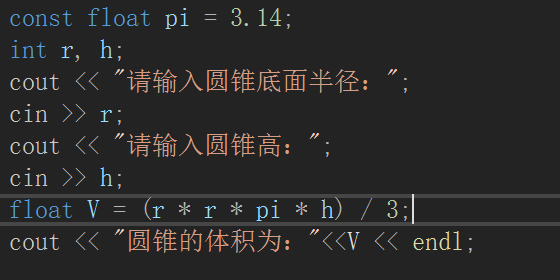 const float pi = 3.14;
int r, h;
cout << "请输入圆锥底面半径：";
cin >> r;
cout << "请输入圆锥高：";
cin >> h;
float V = (r * r * pi * h) / 3;
cout << "圆锥的体积为："<<V << endl;